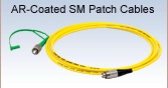 AR-Coated SM Patch Cables